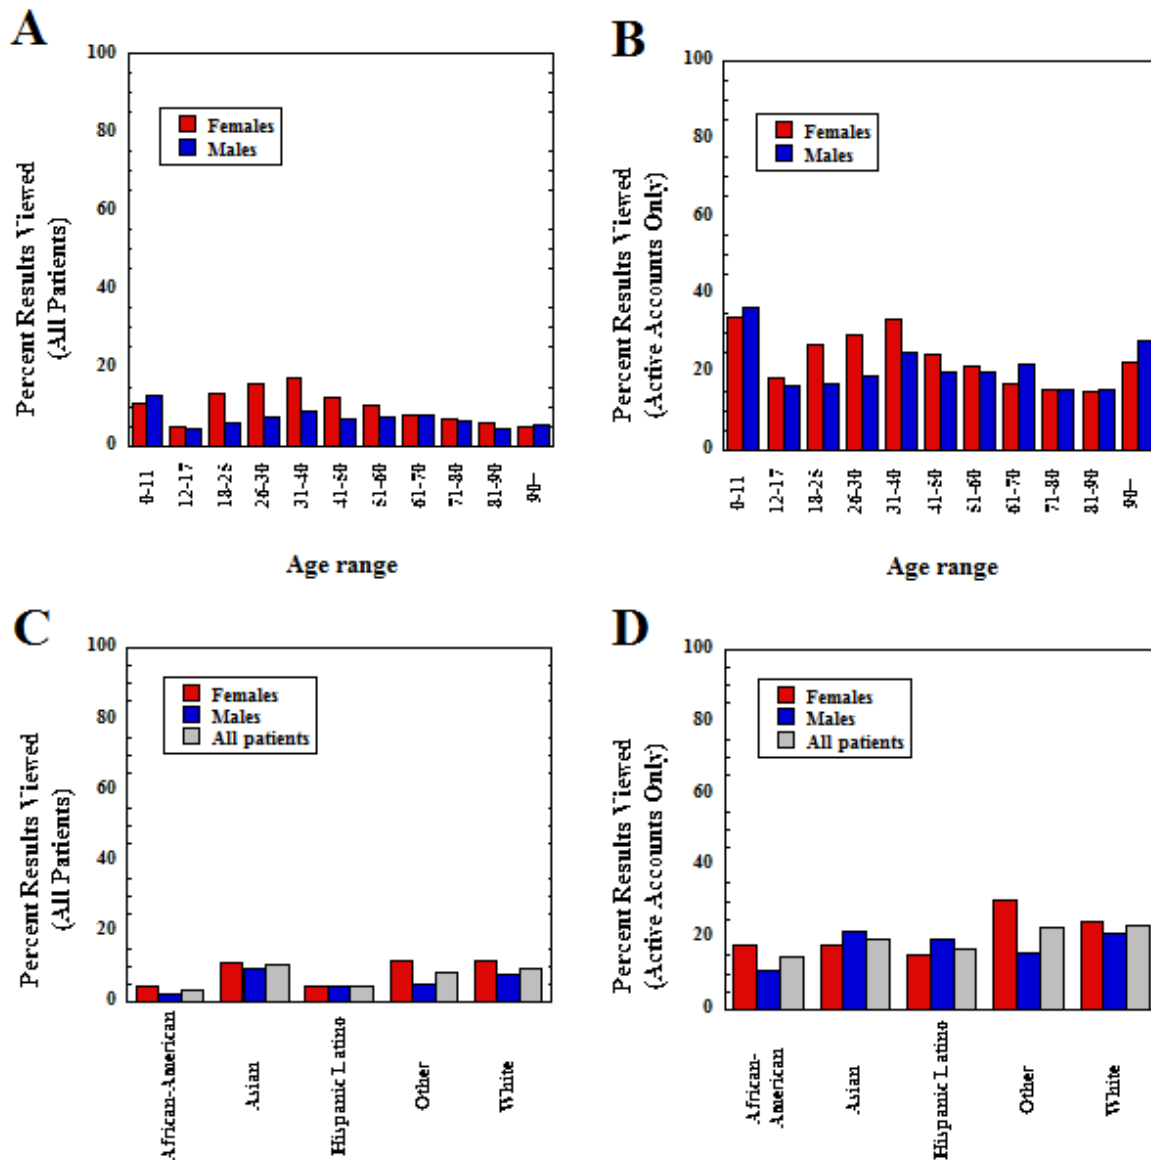 A
Percent Results Viewed
(All Patients)
100
80
60
40
20
0
Females
Males
0-11
12-17
18-25
26-30
31-40
41-50
51-60
61-70
71-80
81-90
90+
Age range
B
Percent Results Viewed
(Active Accounts Only)
100
80
60
40
20
0
Females
Males
0-11
12-17
18-25
26-30
31-40
41-50
51-60
61-70
71-80
81-90
90+
Age range
C
Percent Results Viewed
(All Patients)
100
80
60
40
20
0
Females
Males
All patients
African-American
Asian
Hispanic Latino
Other
White
D
Percent Results Viewed
(Active Accounts Only)
100
80
60
40
20
0
Females
Males
All patients
African-
American
Asian
Hispanic Latino
Other
White